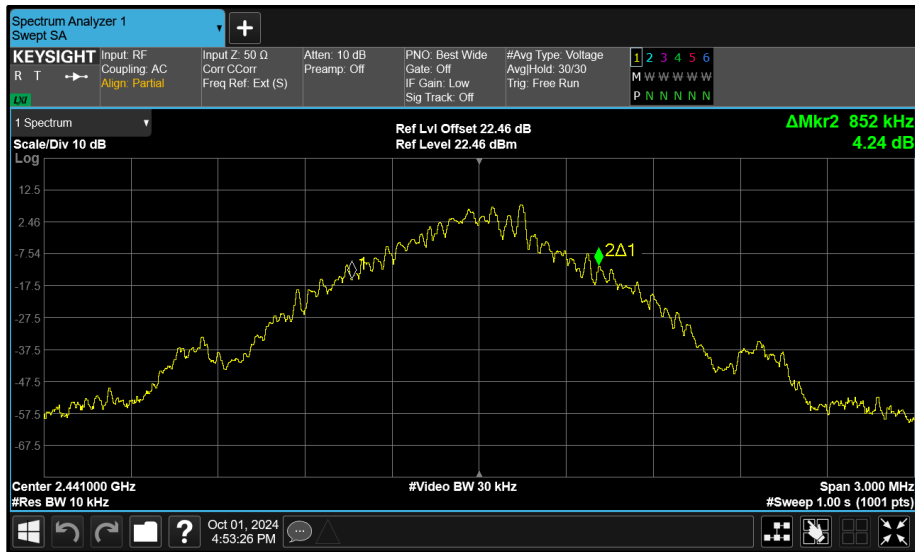 Spectrum Analyzer 1
Swept SA
+
KEYSIGHT
R T
LXI
Input: RF
Coupling: AC
Align: Partial
Input Z: 50 Ω
Corr CCorr
Freq Ref: Ext (S)
Atten: 10 dB
Preamp: Off
PNO: Best Wide
Gate: Off
IF Gain: Low
Sig Track: Off
#Avg Type: Voltage
Avg|Hold: 30/30
Trig: Free Run
1 2 3 4 5 6
M W W W W W
P N N N N N
1 Spectrum
Scale/Div 10 dB
Ref Lvl Offset 22.46 dB
Ref Level 22.46 dBm
ΔMkr2 852 kHz
4.24 dB
Log
12.5
2.46
-7.54
-17.5
-27.5
-37.5
-47.5
-57.5
-67.5
1
2Δ1
Center 2.441000 GHz
#Res BW 10 kHz
#Video BW 30 kHz
Span 3.000 MHz
#Sweep 1.00 s (1001 pts)
?
Oct 01, 2024
4:53:26 PM